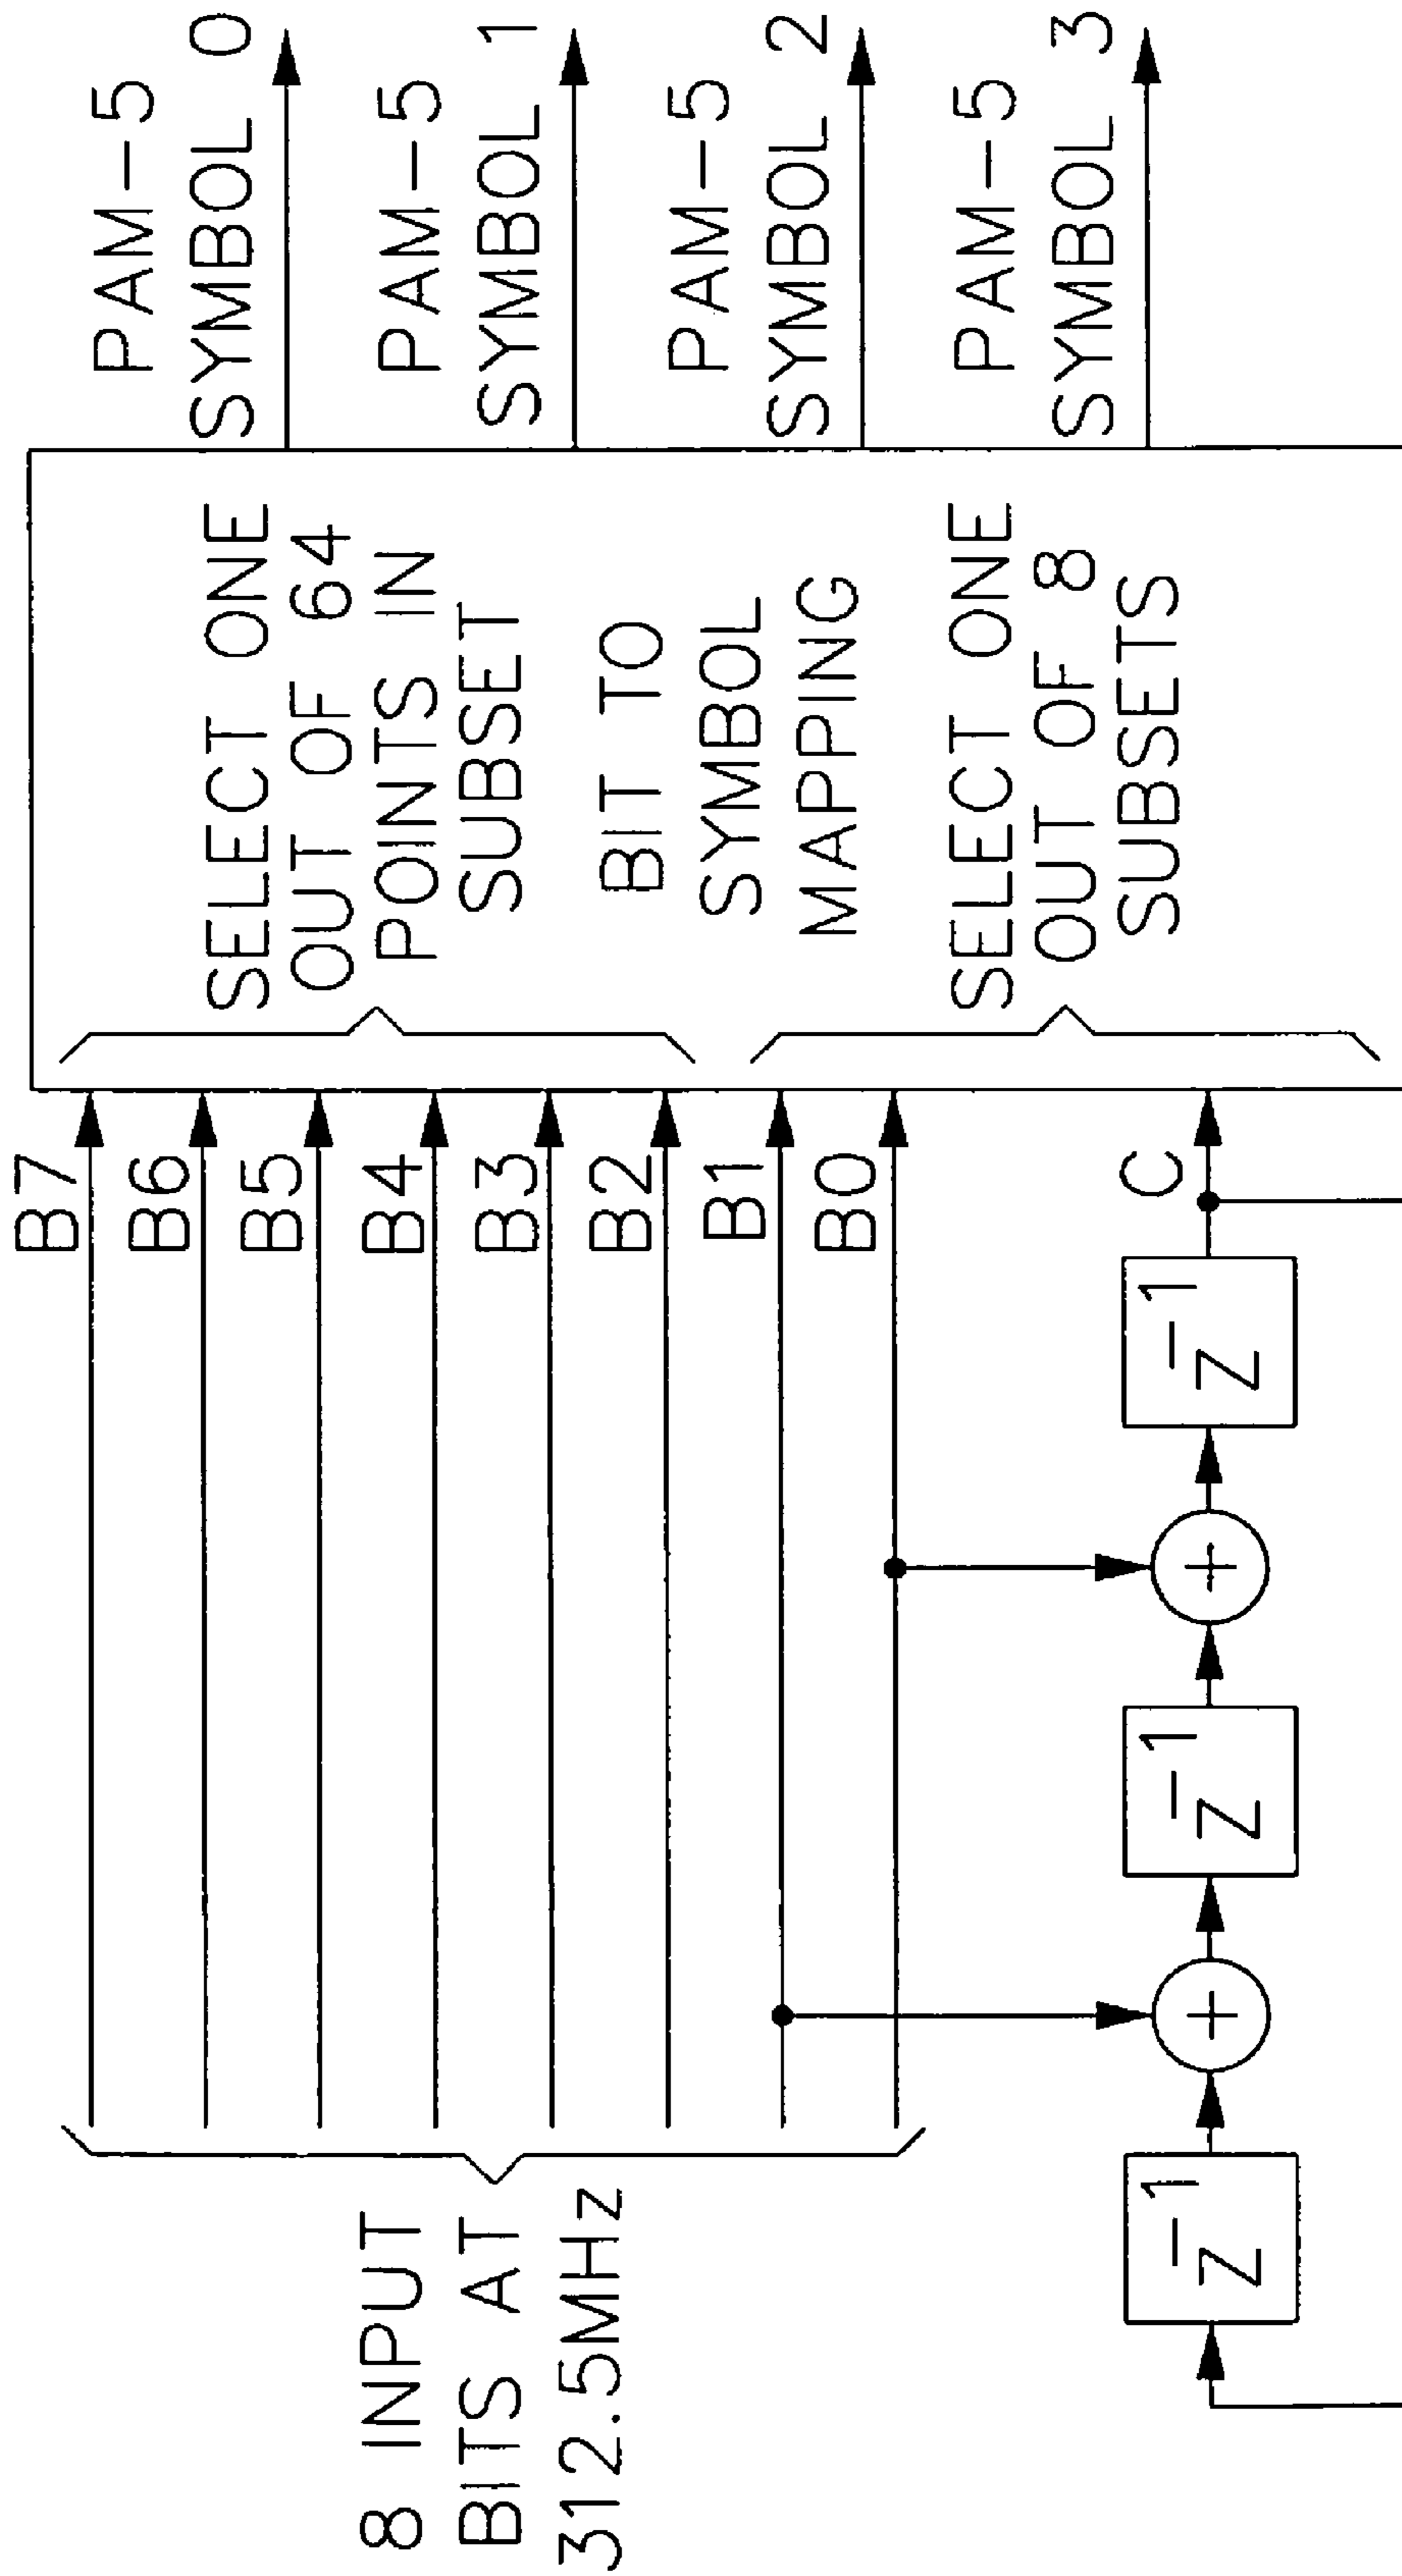 8 INPUT
BITS AT
312.5MHz
B7
B6
B5
B4
B3
B2
B1
B0
C
SELECT ONE
OUT OF 64
POINTS IN
SUBSET
BIT TO
SYMBOL
MAPPING
SELECT ONE
OUT OF 8
SUBSETS
PAM-5
SYMBOL 0
PAM-5
SYMBOL 1
PAM-5
SYMBOL 2
PAM-5
SYMBOL 3
z⁻¹
+
z⁻¹
+
z⁻¹